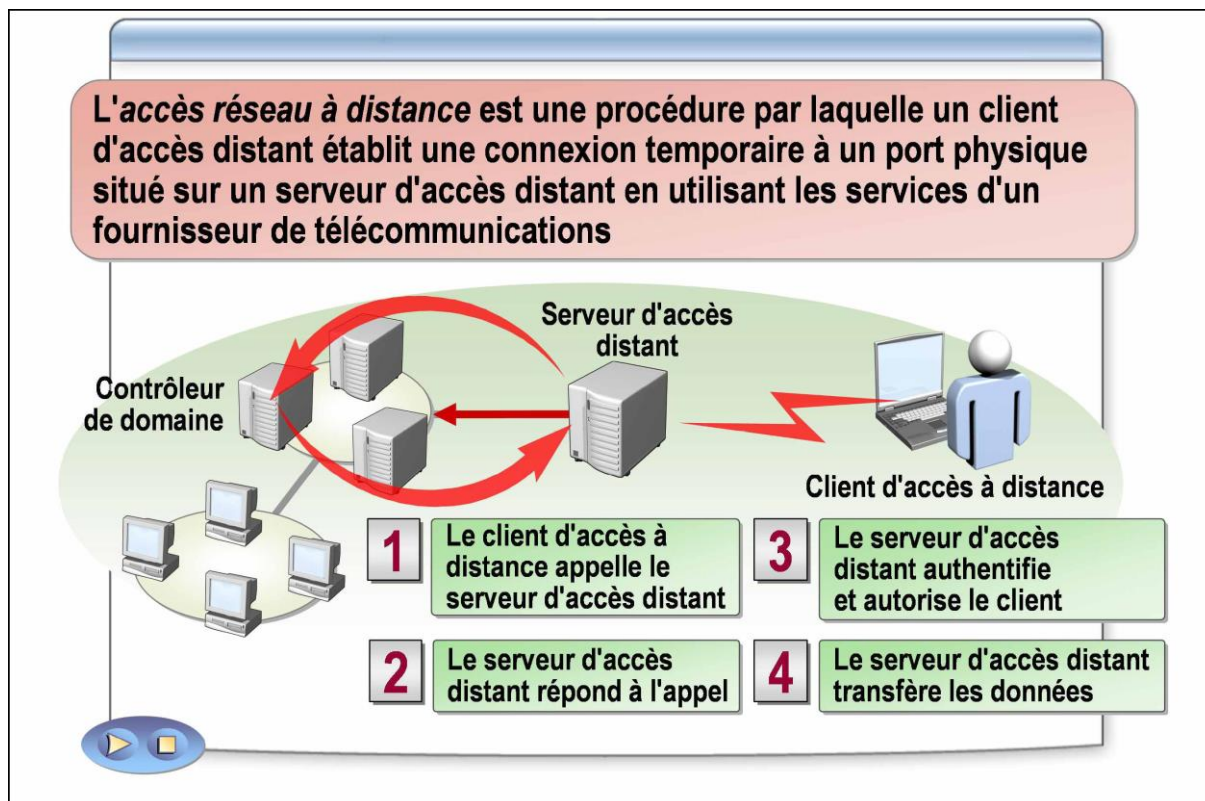 L'accès réseau à distance est une procédure par laquelle un client
d'accès distant établit une connexion temporaire à un port physique
situé sur un serveur d'accès distant en utilisant les services d'un
fournisseur de télécommunications
Serveur d'accès
distant
Contrôleur
de domaine
Client d'accès à distance
1
Le client d'accès à
distance appelle le
serveur d'accès distant
2
Le serveur d'accès
distant répond à l'appel
3
Le serveur d'accès
distant authentifie
et autorise le client
4
Le serveur d'accès distant
transfère les données